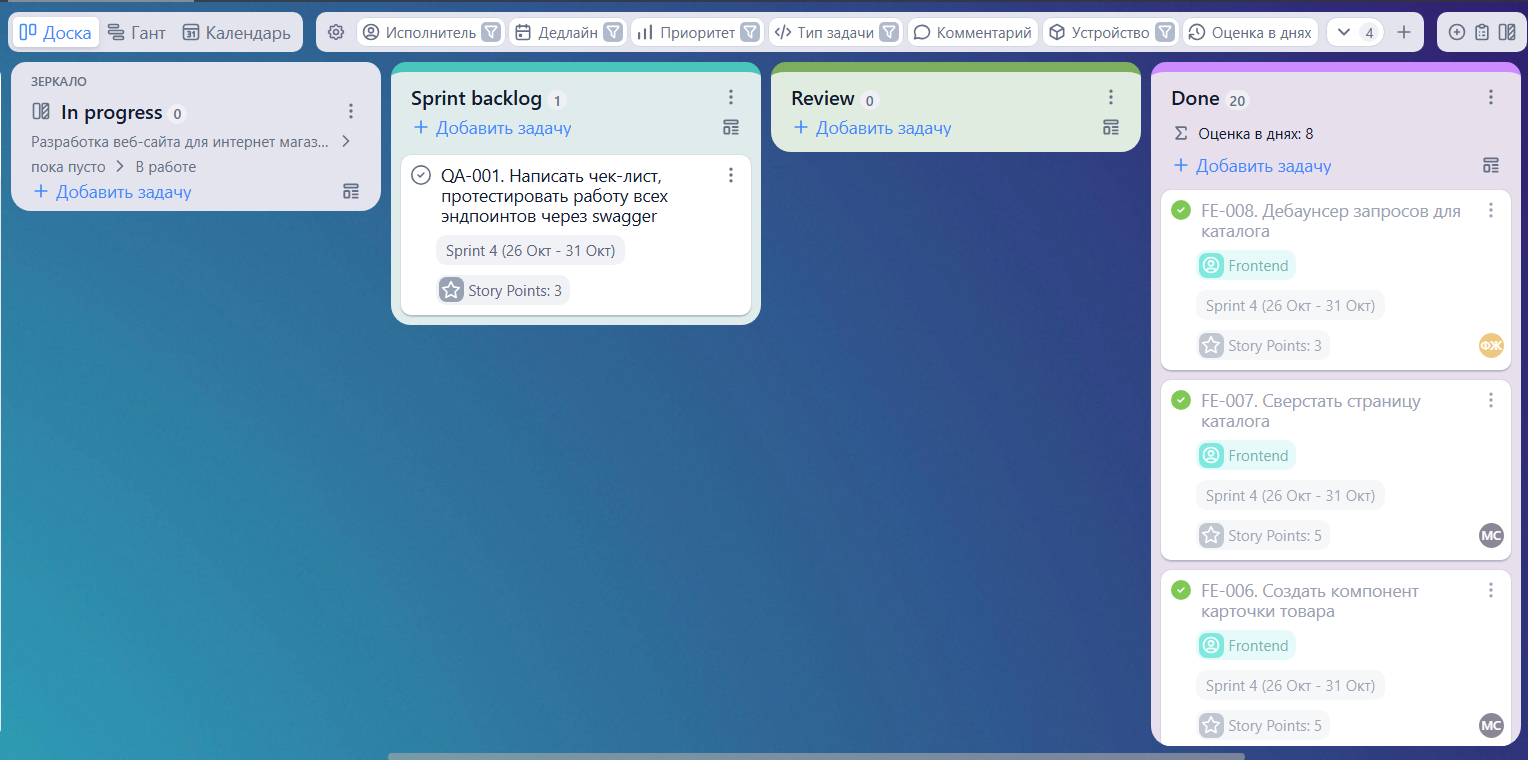 Доска
Гант
Календарь
Исполнитель
Дедлайн
Приоритет
Тип задачи
Комментарий
Устройство
Оценка в днях
4
ЗЕРКАЛО
In progress 0
Разработка веб-сайта для интернет магаз...
пока пусто > В работе
+ Добавить задачу
Sprint backlog 1
+ Добавить задачу
QA-001. Написать чек-лист,
протестировать работу всех
эндпоинтов через swagger
Sprint 4 (26 Окт - 31 Окт)
Story Points: 3
Review 0
+ Добавить задачу
Done 20
Σ Оценка в днях: 8
+ Добавить задачу
FE-008. Дебаунсер запросов для
каталога
Frontend
Sprint 4 (26 Окт - 31 Окт)
Story Points: 3
ФЖ
FE-007. Сверстать страницу
каталога
Frontend
Sprint 4 (26 Окт - 31 Окт)
Story Points: 5
МС
FE-006. Создать компонент
карточки товара
Frontend
Sprint 4 (26 Окт - 31 Окт)
Story Points: 5
МС